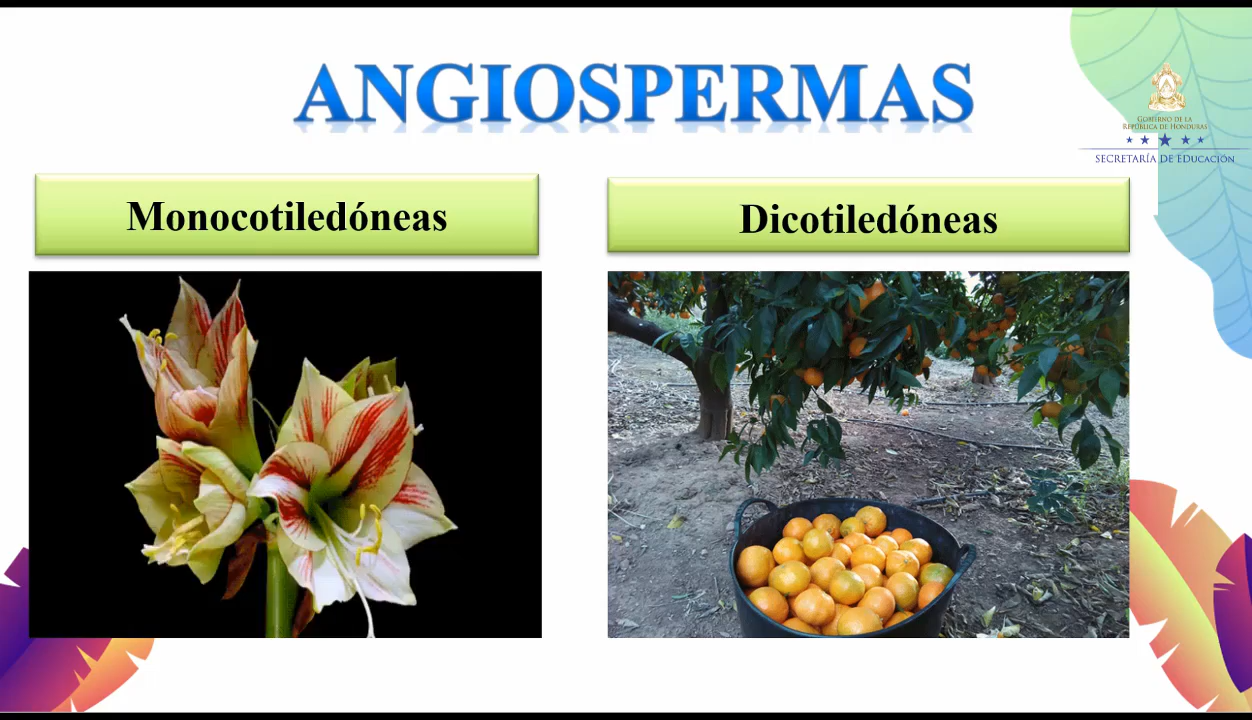 ANGIOSPERMAS
GOBIERNO DE LA
REPÚBLICA DE HONDURAS
SECRETARÍA DE EDUCACIÓN
Monocotiledóneas
Dicotiledóneas